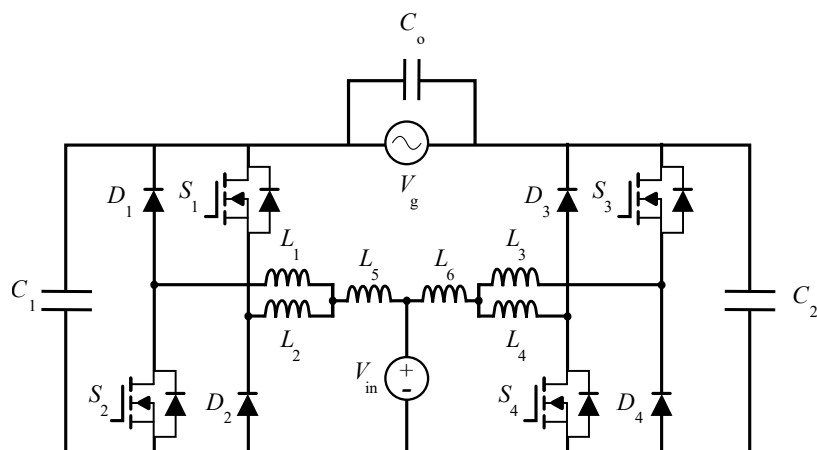 C_o
V_g
D_1 S_1 D_3 S_3
L_1 L_5 L_6 L_3
C_1 C_2
L_2 L_4
V_in + -
S_2 D_2 S_4 D_4